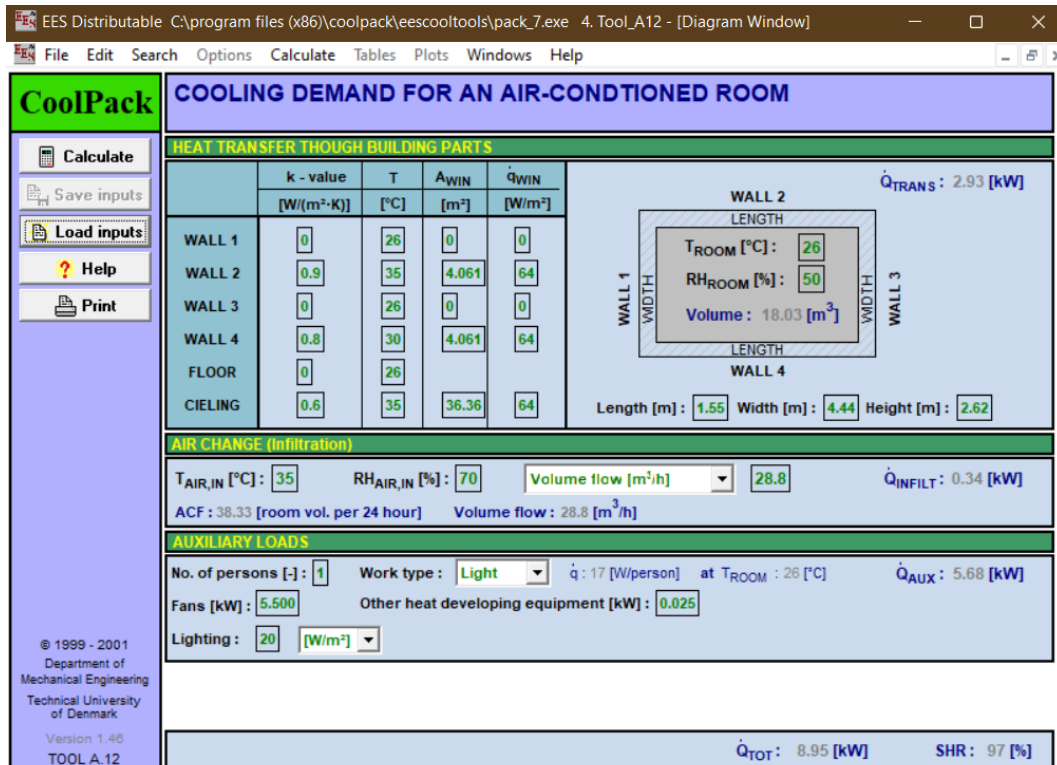 EES Distributable C:\program files (x86)\coolpack\eescooltools\pack_7.exe 4. Tool_A12 - [Diagram Window]
File Edit Search Options Calculate Tables Plots Windows Help
CoolPack
COOLING DEMAND FOR AN AIR-CONDTIONED ROOM
Calculate
Save inputs
Load inputs
? Help
Print
HEAT TRANSFER THOUGH BUILDING PARTS
k - value T AWIN q̇WIN
[W/(m²·K)] [°C] [m²] [W/m²]
WALL 1 0 26 0 0
WALL 2 0.9 35 4.061 64
WALL 3 0 26 0 0
WALL 4 0.8 30 4.061 64
FLOOR 0 26
CIELING 0.6 35 36.36 64
Q̇TRANS : 2.93 [kW]
WALL 2
LENGTH
WALL 1
WIDTH
TROOM [°C] : 26
RHROOM [%] : 50
Volume : 18.03 [m³]
WIDTH
WALL 3
LENGTH
WALL 4
Length [m] : 1.55 Width [m] : 4.44 Height [m] : 2.62
AIR CHANGE (Infiltration)
TAIR,IN [°C] : 35 RHAIR,IN [%] : 70 Volume flow [m³/h] 28.8 Q̇INFILT : 0.34 [kW]
ACF : 38.33 [room vol. per 24 hour] Volume flow : 28.8 [m³/h]
AUXILIARY LOADS
No. of persons [-] : 1 Work type : Light q̇ : 17 [W/person] at TROOM : 26 [°C] Q̇AUX : 5.68 [kW]
Fans [kW] : 5.500 Other heat developing equipment [kW] : 0.025
Lighting : 20 [W/m²]
© 1999 - 2001
Department of
Mechanical Engineering
Technical University
of Denmark
Version 1.46
TOOL A.12
Q̇TOT : 8.95 [kW] SHR : 97 [%]